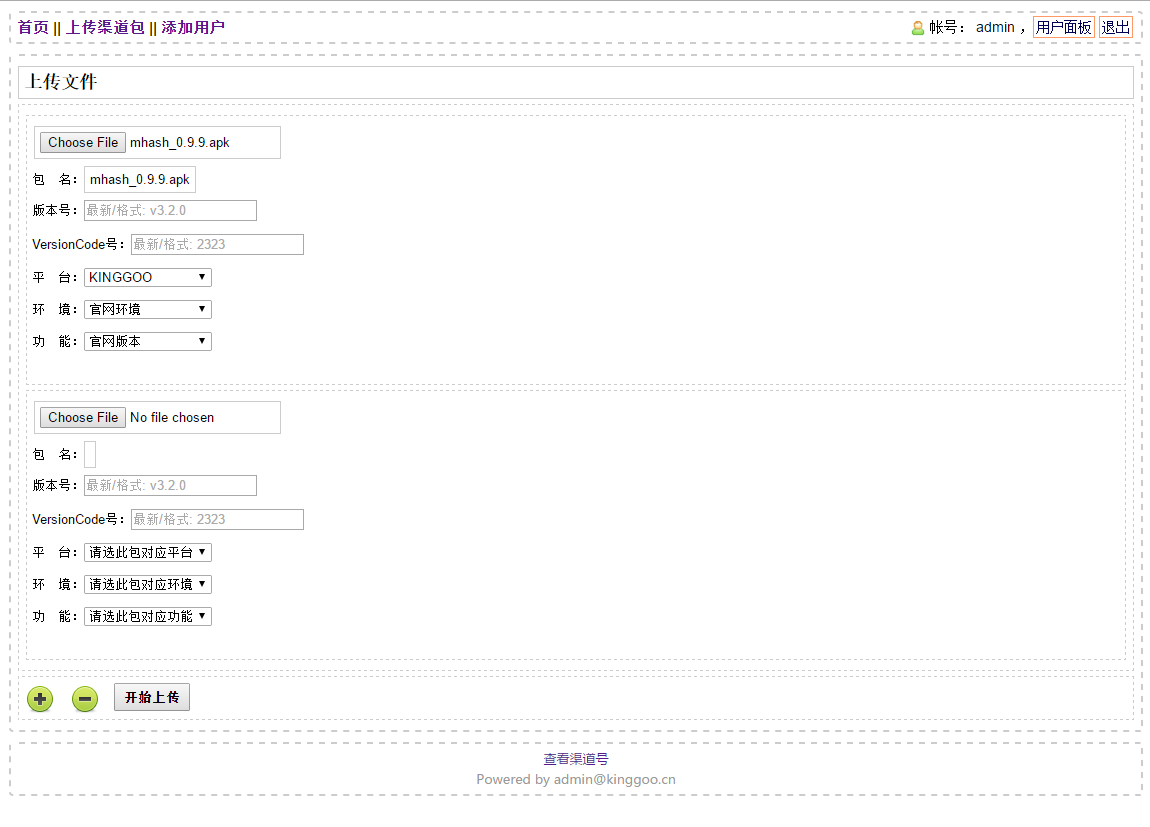 首页 || 上传渠道包 || 添加用户 帐号： admin ， 用户面板 退出
上传文件
Choose File mhash_0.9.9.apk
包 名： mhash_0.9.9.apk
版本号： 最新/格式: v3.2.0
VersionCode号： 最新/格式: 2323
平 台： KINGGOO
环 境： 官网环境
功 能： 官网版本
Choose File No file chosen
包 名：
版本号： 最新/格式: v3.2.0
VersionCode号： 最新/格式: 2323
平 台： 请选此包对应平台
环 境： 请选此包对应环境
功 能： 请选此包对应功能
开始上传
查看渠道号
Powered by admin@kinggoo.cn